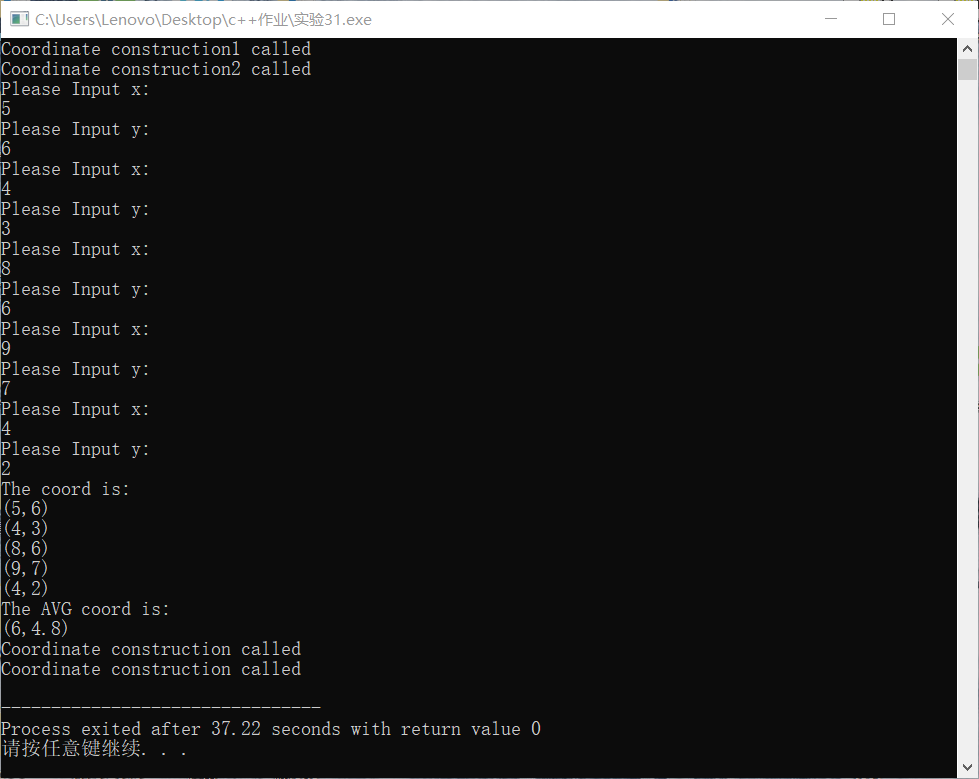 C:\Users\Lenovo\Desktop\c++作业\实验31.exe
Coordinate construction1 called
Coordinate construction2 called
Please Input x:
5
Please Input y:
6
Please Input x:
4
Please Input y:
3
Please Input x:
8
Please Input y:
6
Please Input x:
9
Please Input y:
7
Please Input x:
4
Please Input y:
2
The coord is:
(5,6)
(4,3)
(8,6)
(9,7)
(4,2)
The AVG coord is:
(6,4.8)
Coordinate construction called
Coordinate construction called
--------------------------------
Process exited after 37.22 seconds with return value 0
请按任意键继续. . .